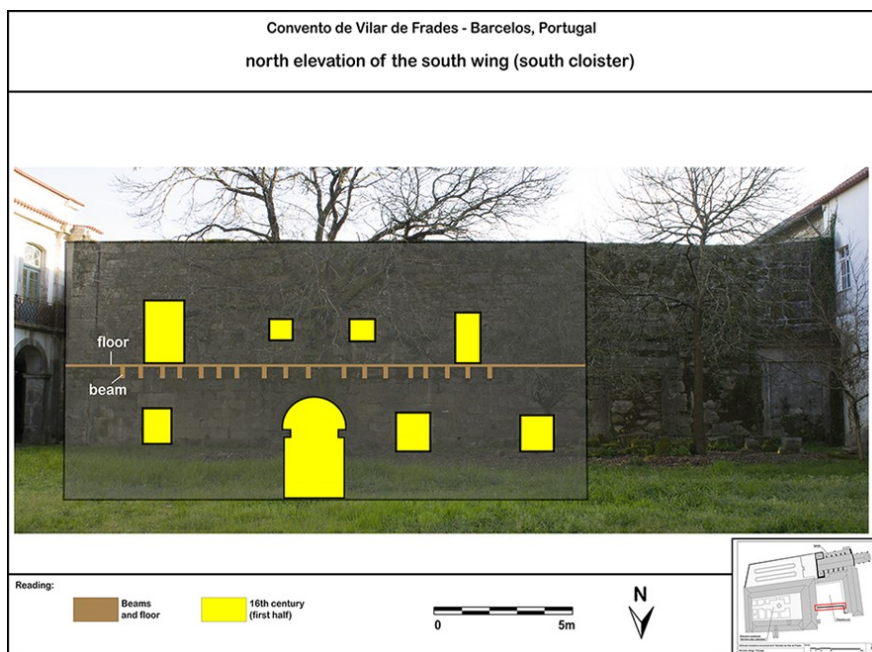 Convento de Vilar de Frades - Barcelos, Portugal
north elevation of the south wing (south cloister)
floor
beam
Reading:
Beams
and floor
16th century
(first half)
0
5m
N